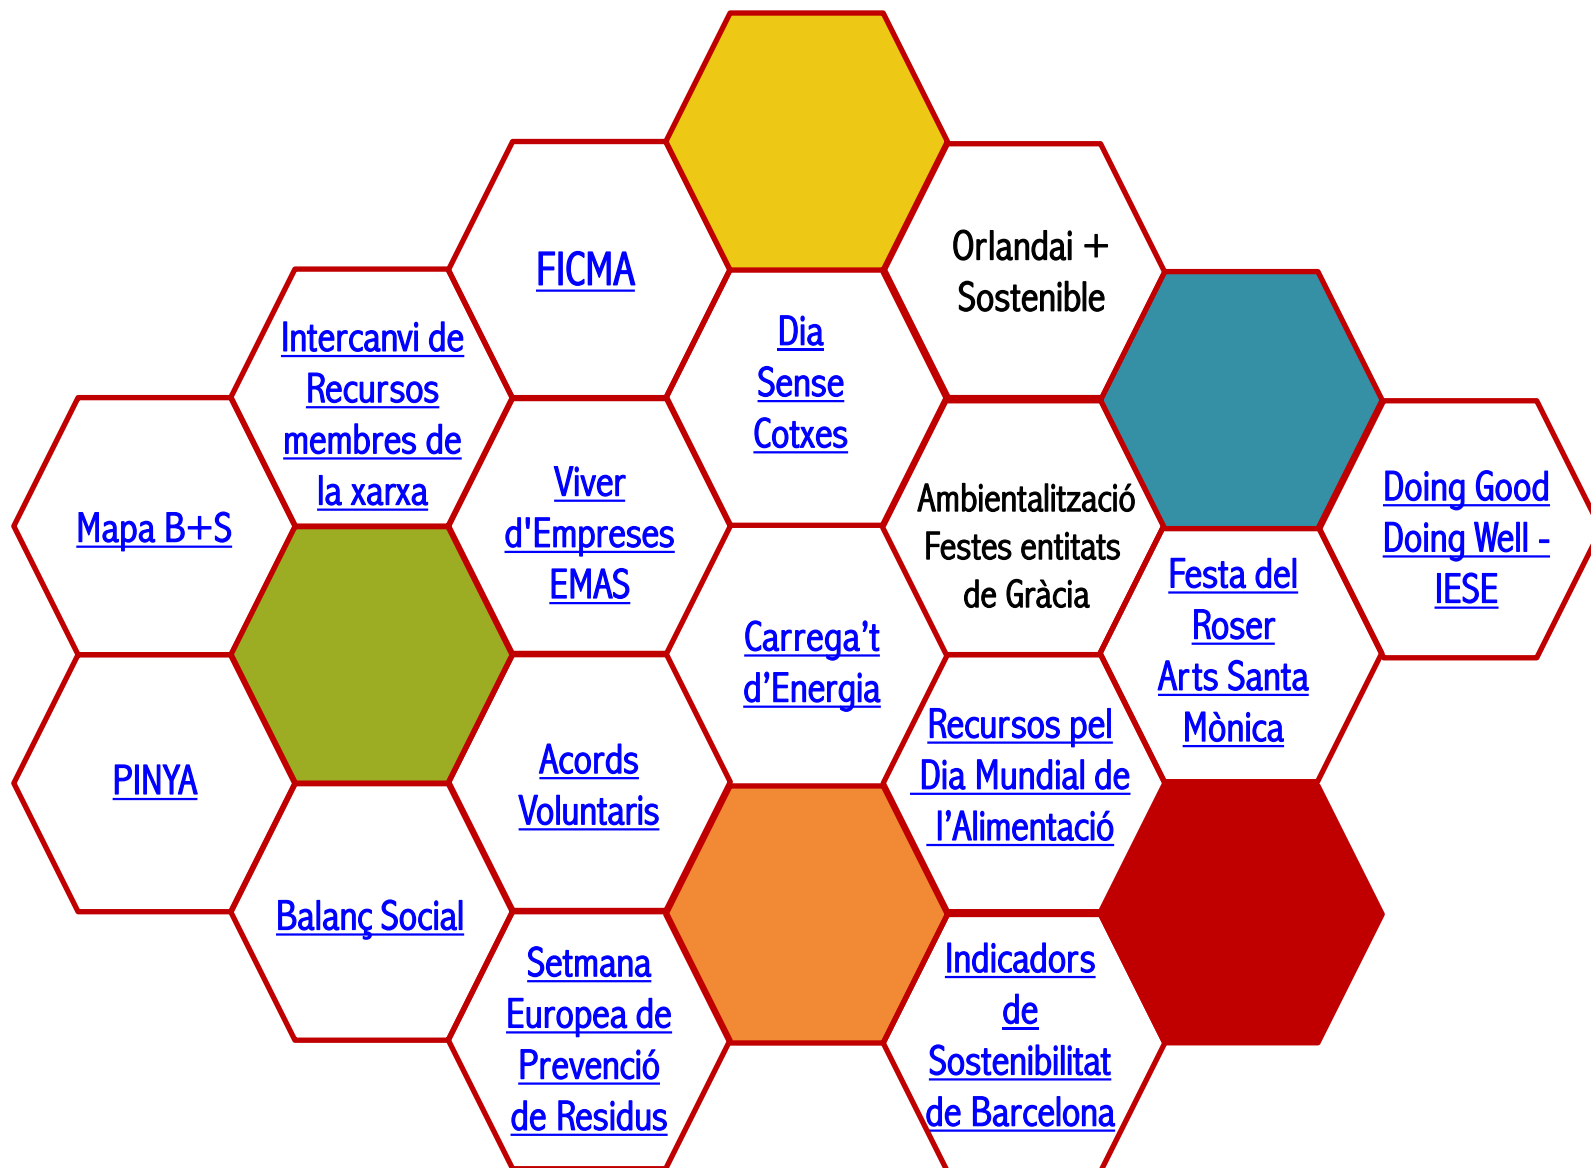 FICMA
Orlandai +
Sostenible
Intercanvi de
Recursos
membres de
la xarxa
Dia
Sense
Cotxes
Mapa B+S
Viver
d'Empreses
EMAS
Ambientalització
Festes entitats
de Gràcia
Doing Good
Doing Well -
IESE
Carrega’t
d’Energia
Festa del
Roser
Arts Santa
Mònica
PINYA
Acords
Voluntaris
Recursos pel
Dia Mundial de
l’Alimentació
Balanç Social
Setmana
Europea de
Prevenció
de Residus
Indicadors
de
Sostenibilitat
de Barcelona